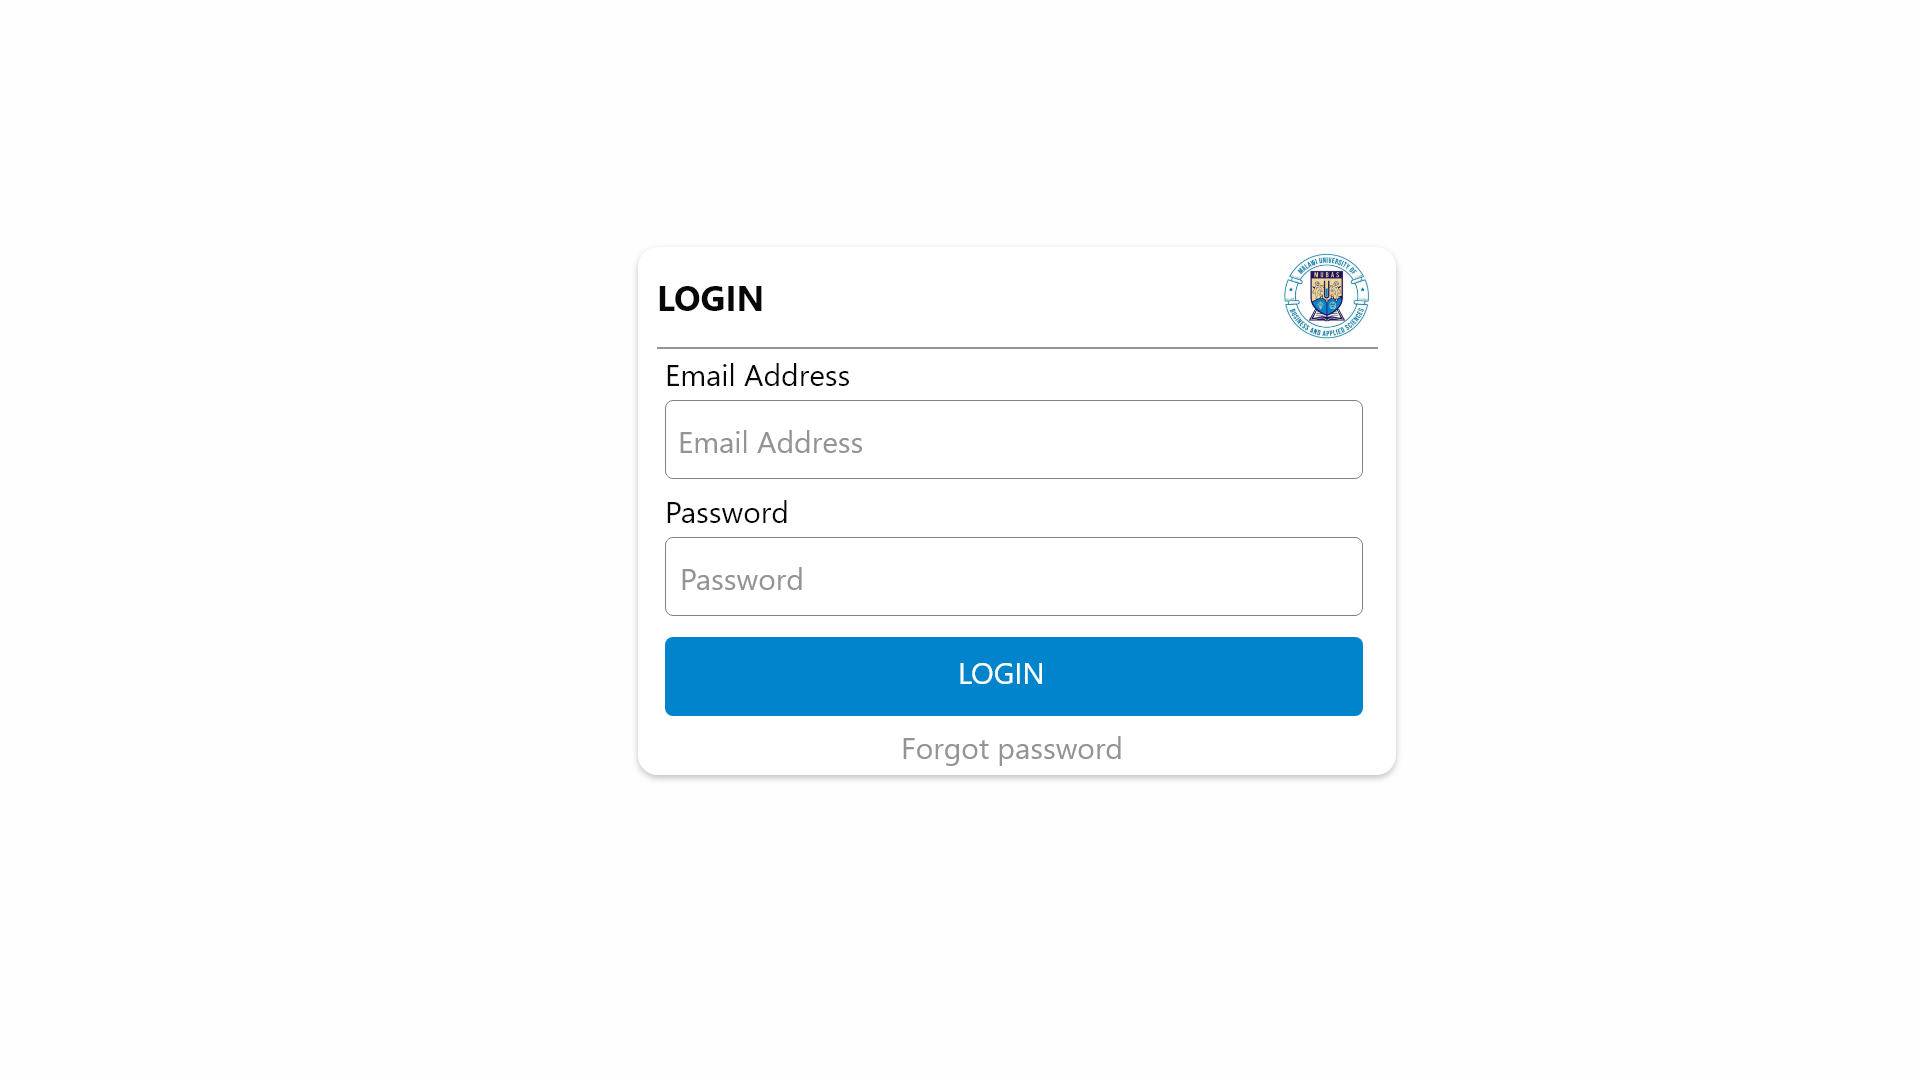 LOGIN
MALAWI UNIVERSITY OF
MUBAS
BUSINESS AND APPLIED SCIENCES
Email Address
Email Address
Password
Password
LOGIN
Forgot password